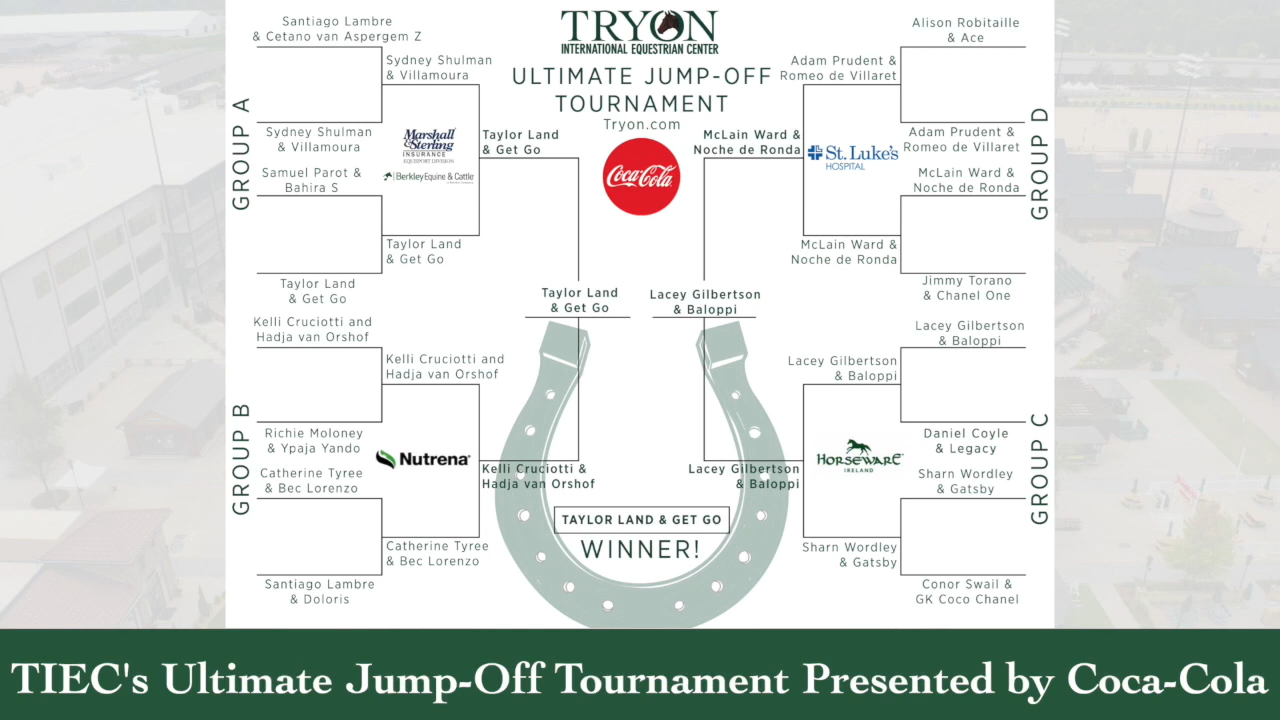 TRYON
INTERNATIONAL EQUESTRIAN CENTER
ULTIMATE JUMP-OFF
TOURNAMENT
Tryon.com
Coca-Cola
GROUP A
Santiago Lambre
& Cetano van Aspergem Z
Sydney Shulman
& Villamoura
Sydney Shulman
& Villamoura
Samuel Parot &
Bahira S
Taylor Land
& Get Go
Taylor Land
& Get Go
Marshall
& Sterling
INSURANCE
EQUISPORT DIVISION
Berkley Equine & Cattle
Taylor Land
& Get Go
GROUP B
Kelli Cruciotti and
Hadja van Orshof
Kelli Cruciotti and
Hadja van Orshof
Richie Moloney
& Ypaja Yando
Catherine Tyree
& Bec Lorenzo
Catherine Tyree
& Bec Lorenzo
Santiago Lambre
& Doloris
Nutrena
Kelli Cruciotti &
Hadja van Orshof
Taylor Land
& Get Go
Lacey Gilbertson
& Baloppi
TAYLOR LAND & GET GO
WINNER!
GROUP D
Alison Robitaille
& Ace
Adam Prudent &
Romeo de Villaret
Adam Prudent &
Romeo de Villaret
McLain Ward &
Noche de Ronda
McLain Ward &
Noche de Ronda
Jimmy Torano
& Chanel One
St. Luke's
HOSPITAL
McLain Ward &
Noche de Ronda
GROUP C
Lacey Gilbertson
& Baloppi
Lacey Gilbertson
& Baloppi
Daniel Coyle
& Legacy
Sharn Wordley
& Gatsby
Sharn Wordley
& Gatsby
Conor Swail &
GK Coco Chanel
HORSEWARE
IRELAND
Lacey Gilbertson
& Baloppi
TIEC's Ultimate Jump-Off Tournament Presented by Coca-Cola